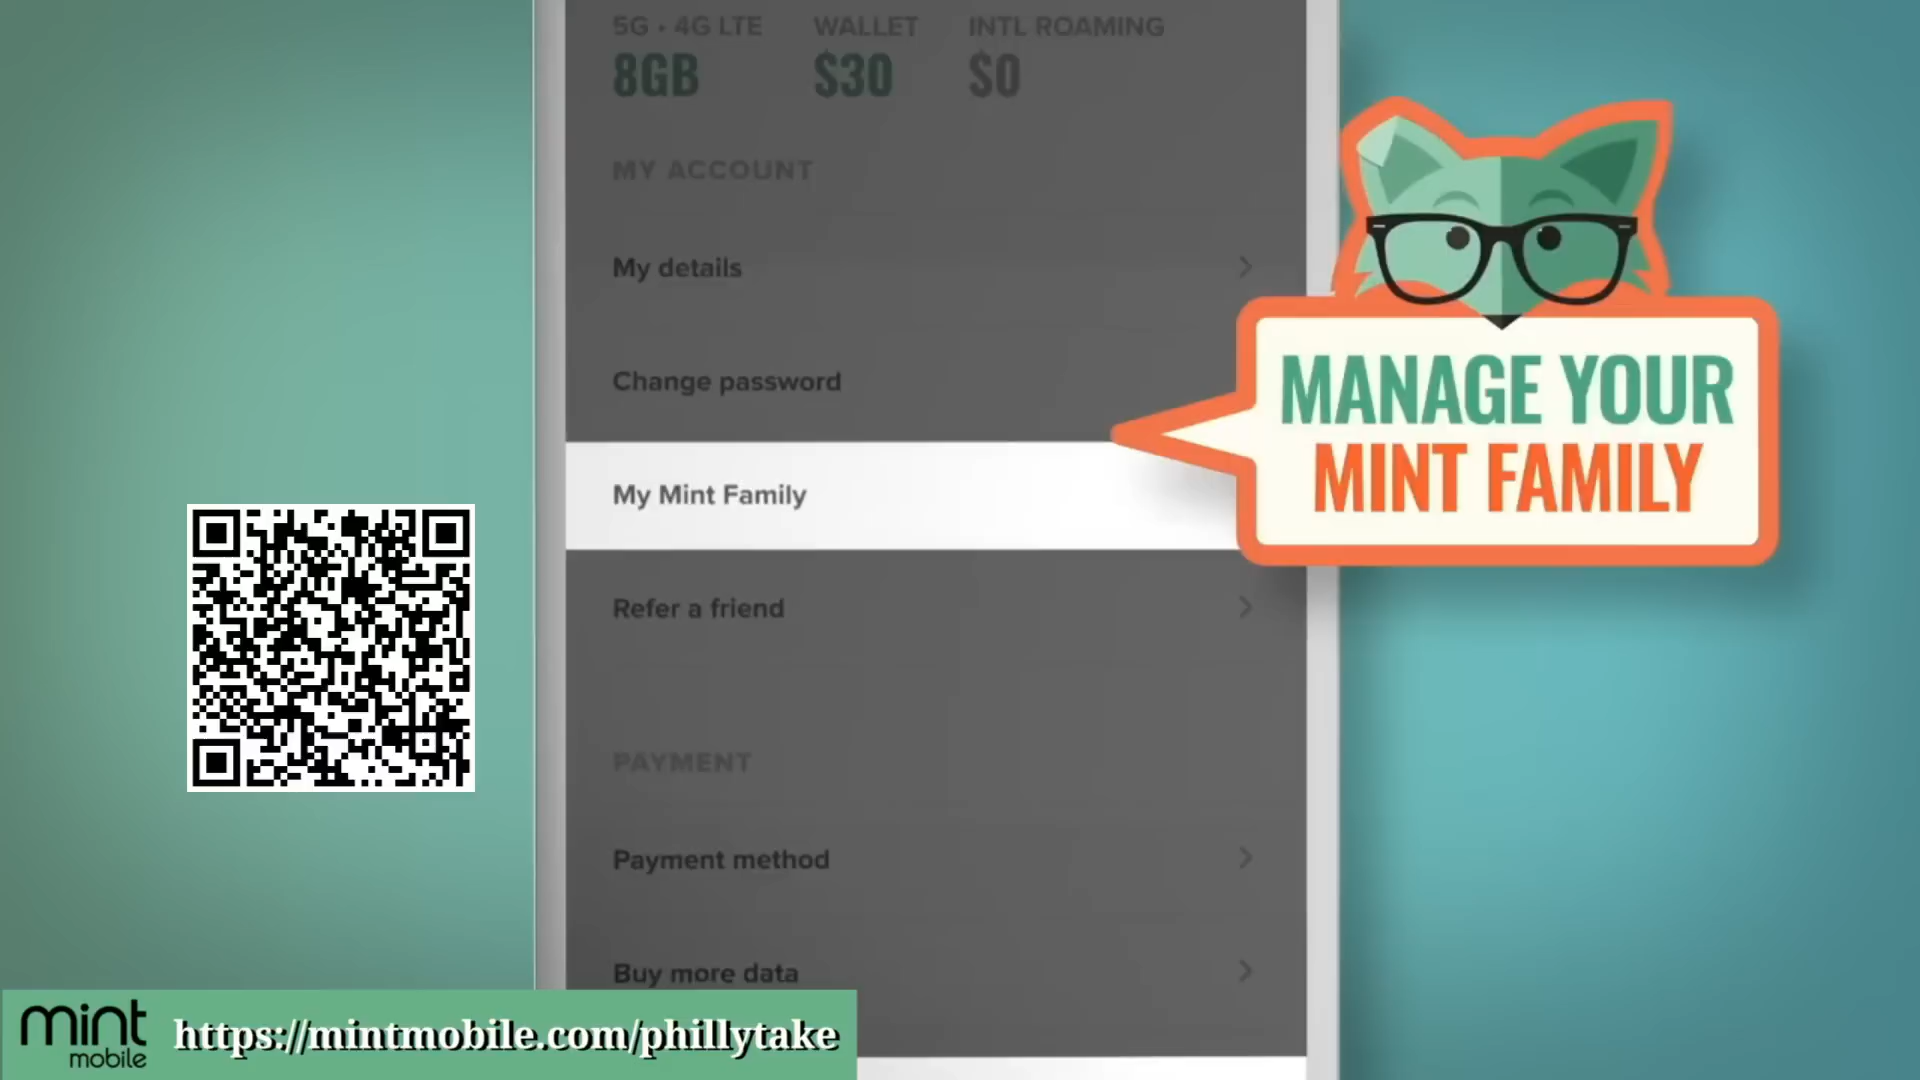 5G • 4G LTE WALLET INTL ROAMING
8GB $30 $0
MY ACCOUNT
My details
Change password
My Mint Family
Refer a friend
PAYMENT
Payment method
Buy more data
MANAGE YOUR
MINT FAMILY
mint
mobile
https://mintmobile.com/phillytake